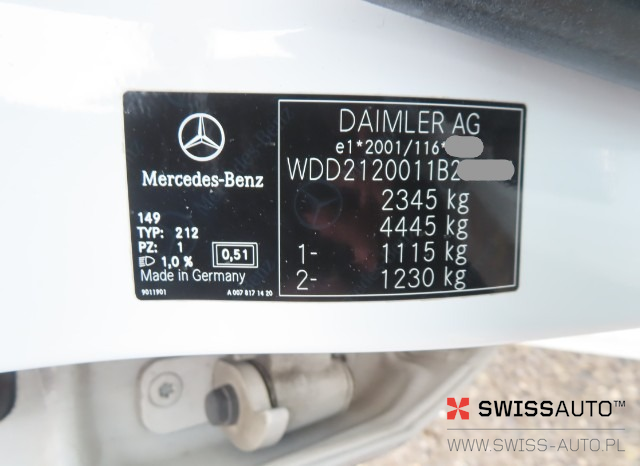 Mercedes-Benz
149
TYP: 212
PZ: 1
1,0 % 0,51
Made in Germany
9011901 A 007 817 14 20
DAIMLER AG
e1*2001/116*
WDD2120011B2
2345 kg
4445 kg
1- 1115 kg
2- 1230 kg
SWISSAUTO™
WWW.SWISS-AUTO.PL